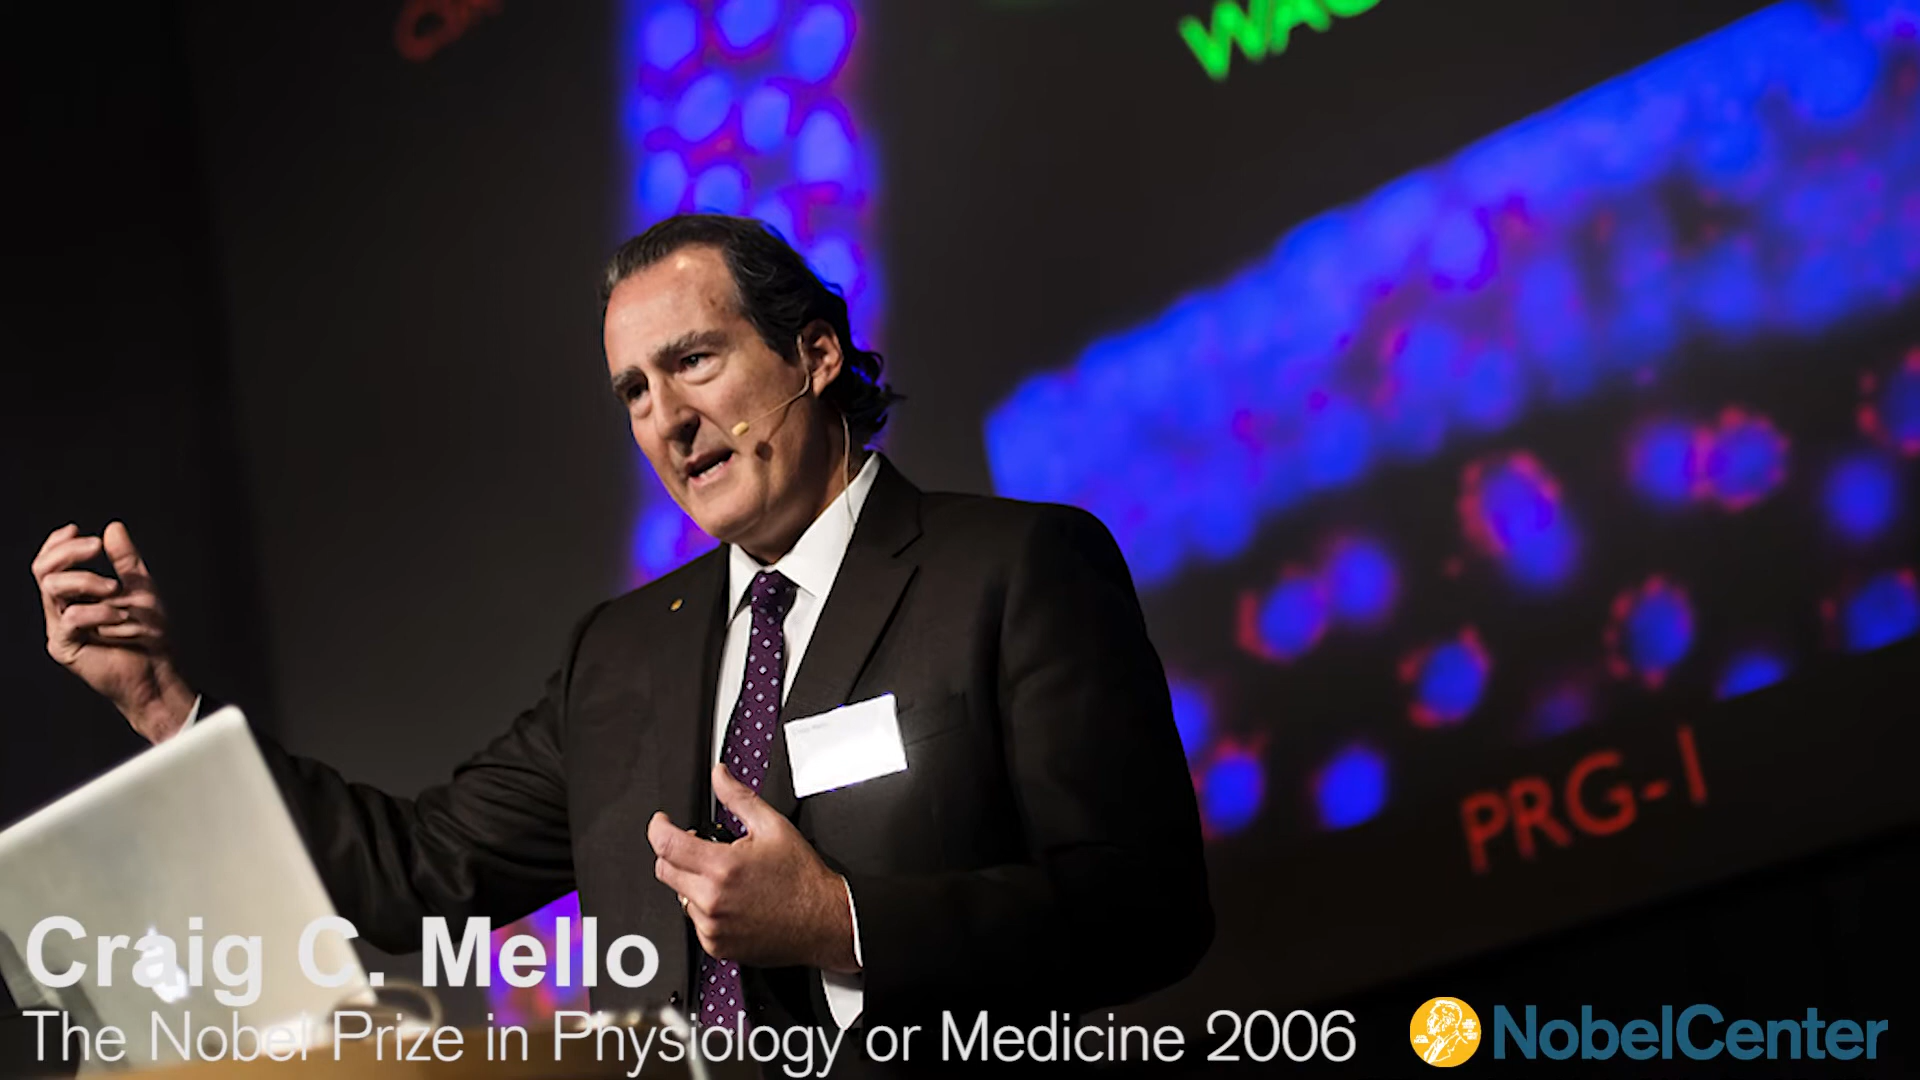 PRG-1
Craig C. Mello
The Nobel Prize in Physiology or Medicine 2006
NobelCenter